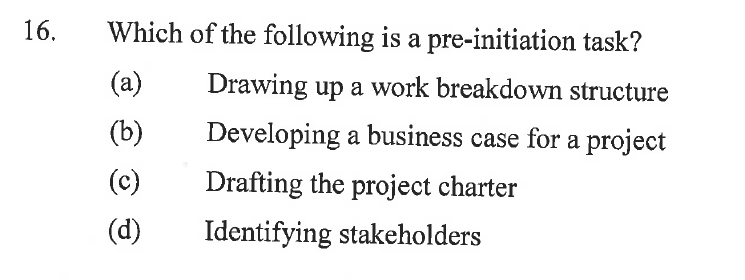 16. Which of the following is a pre-initiation task?
(a) Drawing up a work breakdown structure
(b) Developing a business case for a project
(c) Drafting the project charter
(d) Identifying stakeholders